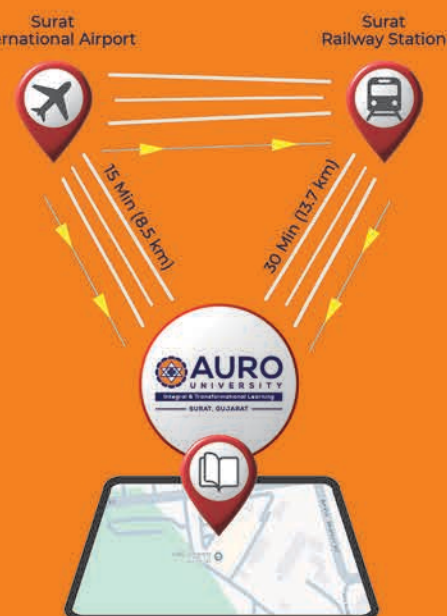 Surat
ernational Airport
Surat
Railway Station
15 Min (8.5 km)
30 Min (13.7 km)
AURO
UNIVERSITY
Integral & Transformational Learning
SURAT, GUJARAT